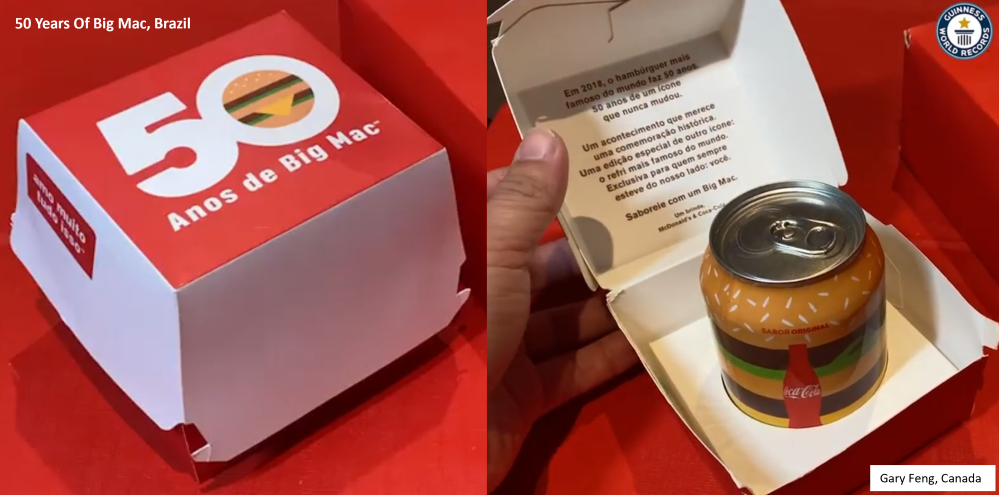 50 Years Of Big Mac, Brazil
50
Anos de Big Mac™
amo muito
tudo isso™
GUINNESS
WORLD RECORDS
Em 2018, o hambúrguer mais
famoso do mundo faz 50 anos.
50 anos de um ícone
que nunca mudou.
Um acontecimento que merece
uma comemoração histórica.
Uma edição especial de outro ícone:
o refri mais famoso do mundo.
Exclusiva para quem sempre
esteve do nosso lado: você.
Saboreie com um Big Mac.
Um brinde,
McDonald's & Coca-Cola
SABOR ORIGINAL
Coca-Cola
Gary Feng, Canada